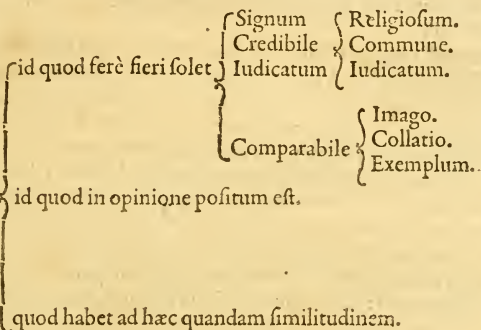 Signum Religioſum.
Credibile Commune.
id quod ferè fieri ſolet Iudicatum Iudicatum.
Imago.
Comparabile Collatio.
Exemplum.
id quod in opinione poſitum eſt.
quod habet ad hæc quandam ſimilitudinem.